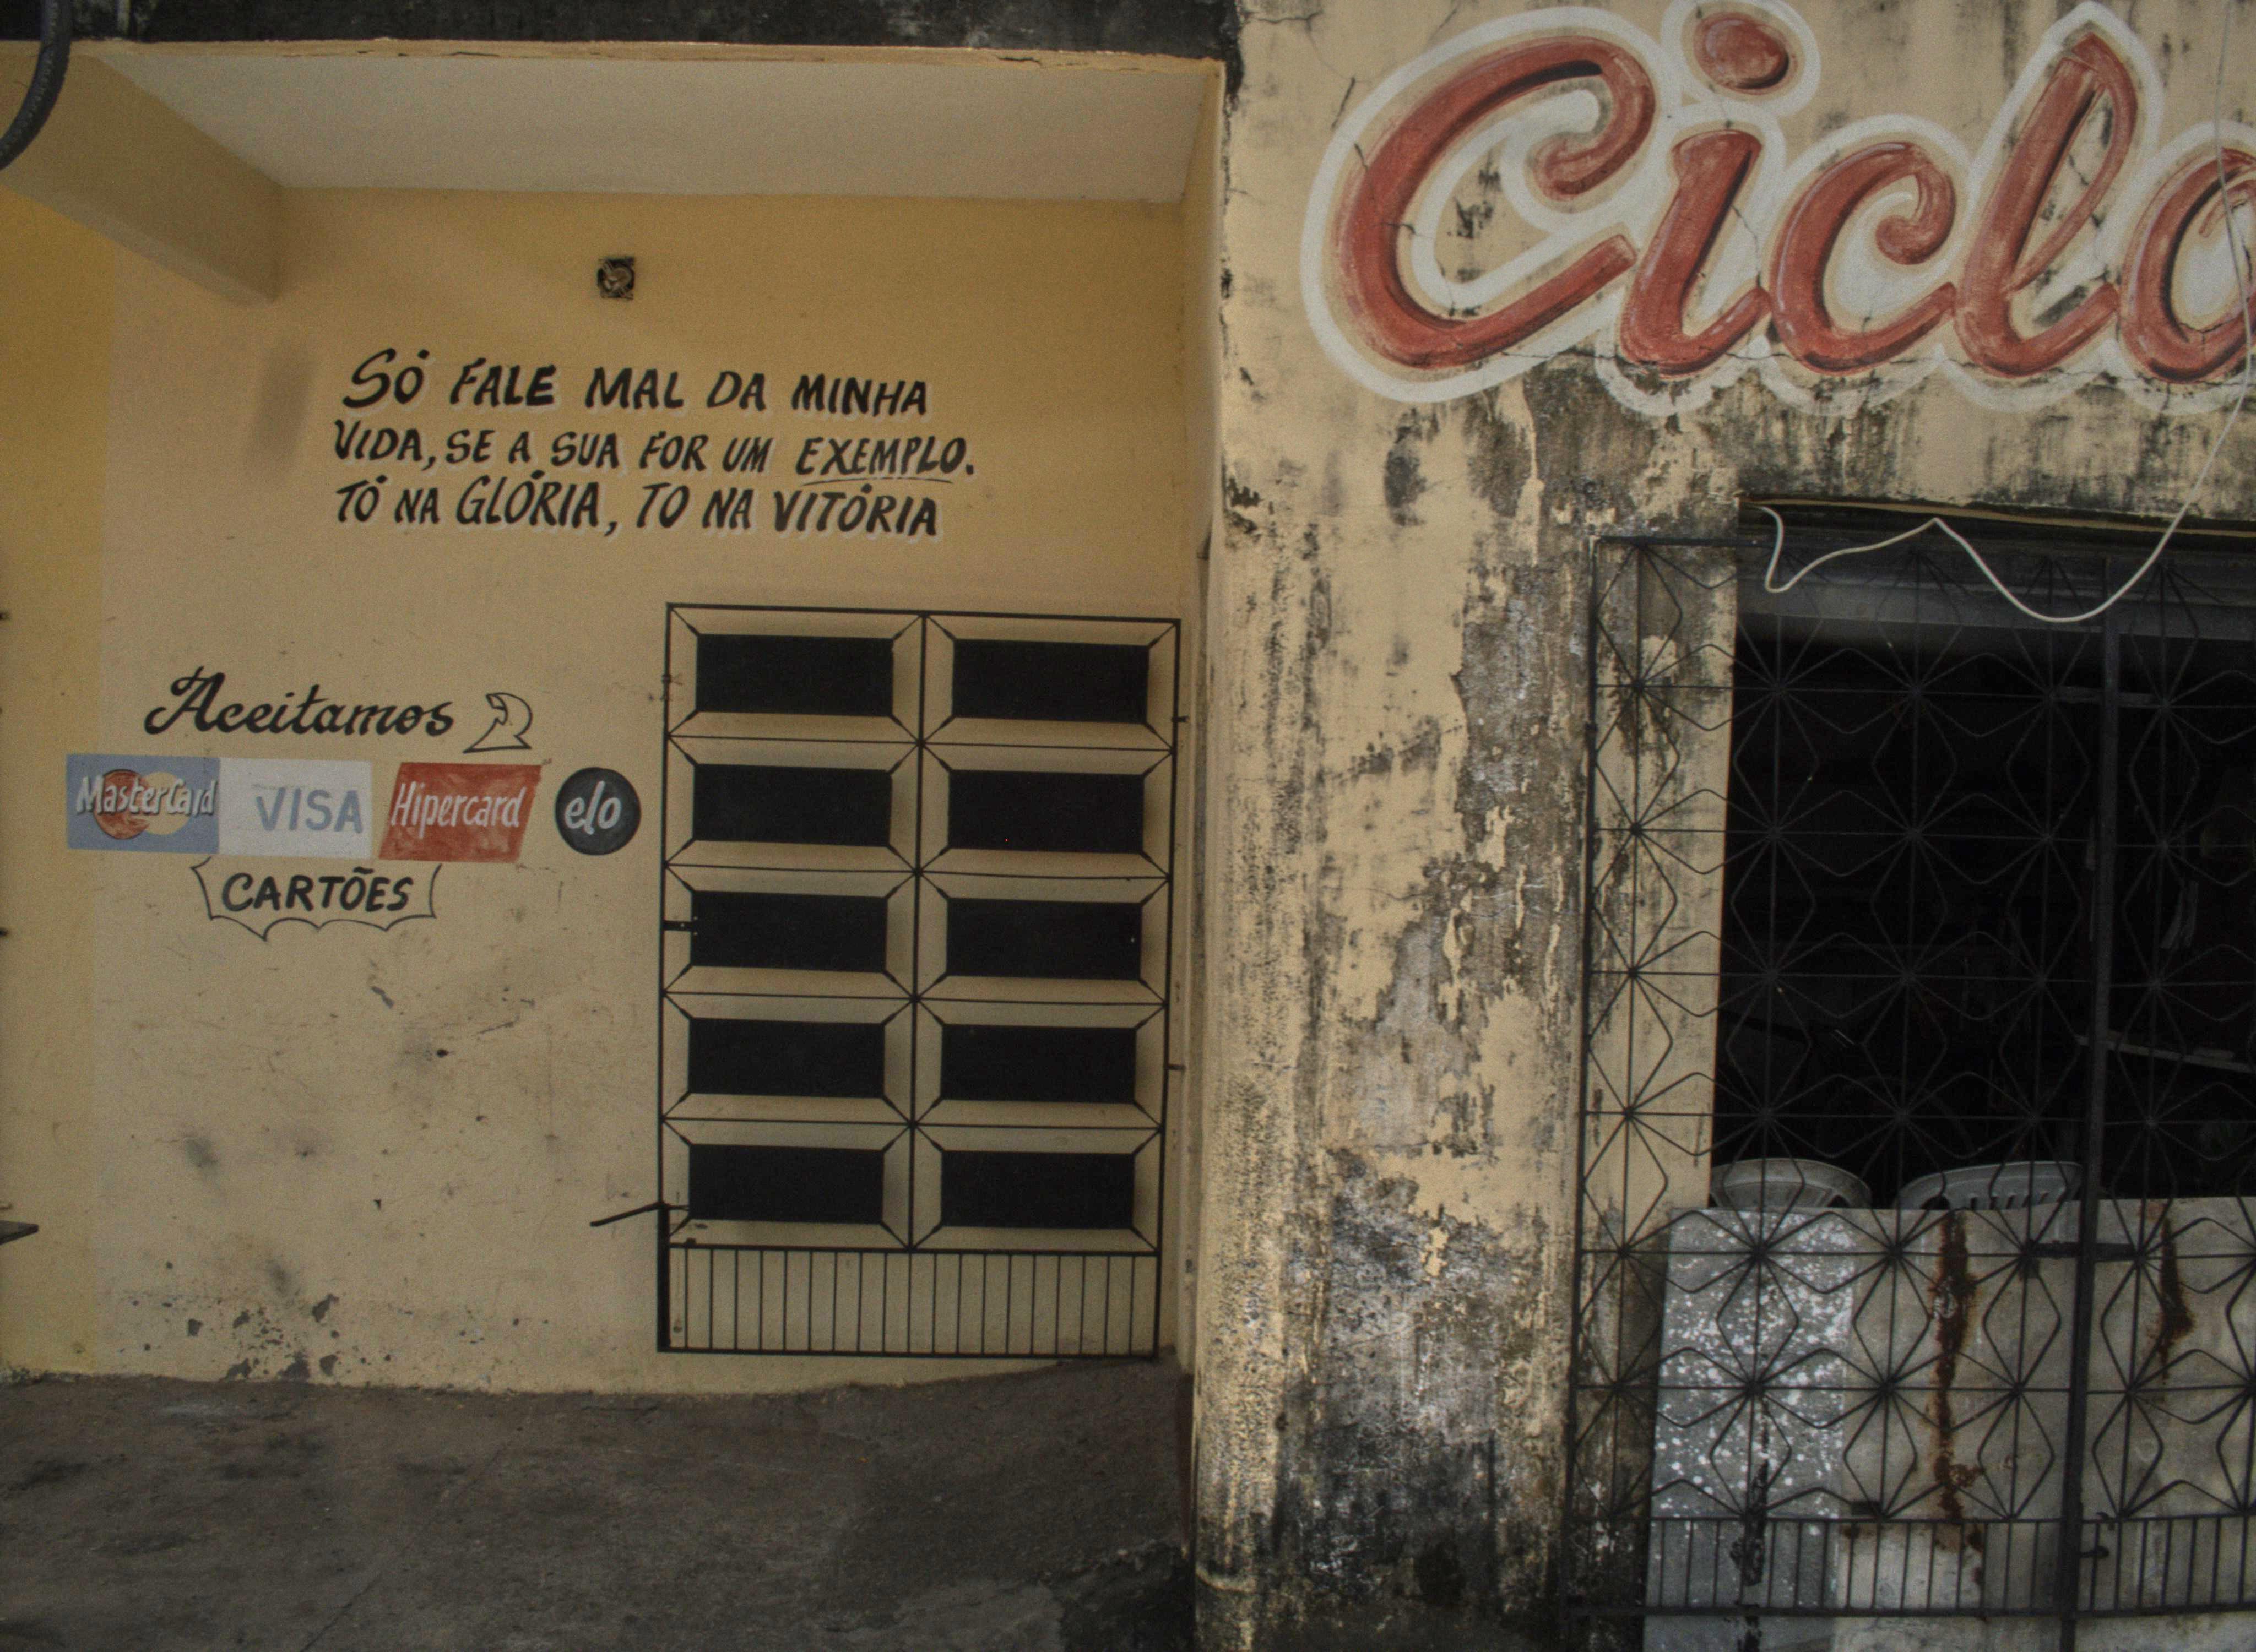 SÓ FALE MAL DA MINHA
VIDA, SE A SUA FOR UM EXEMPLO.
TÓ NA GLÓRIA, TO NA VITÓRIA
Aceitamos
MasterCard VISA Hipercard elo
CARTÕES
Ciclo